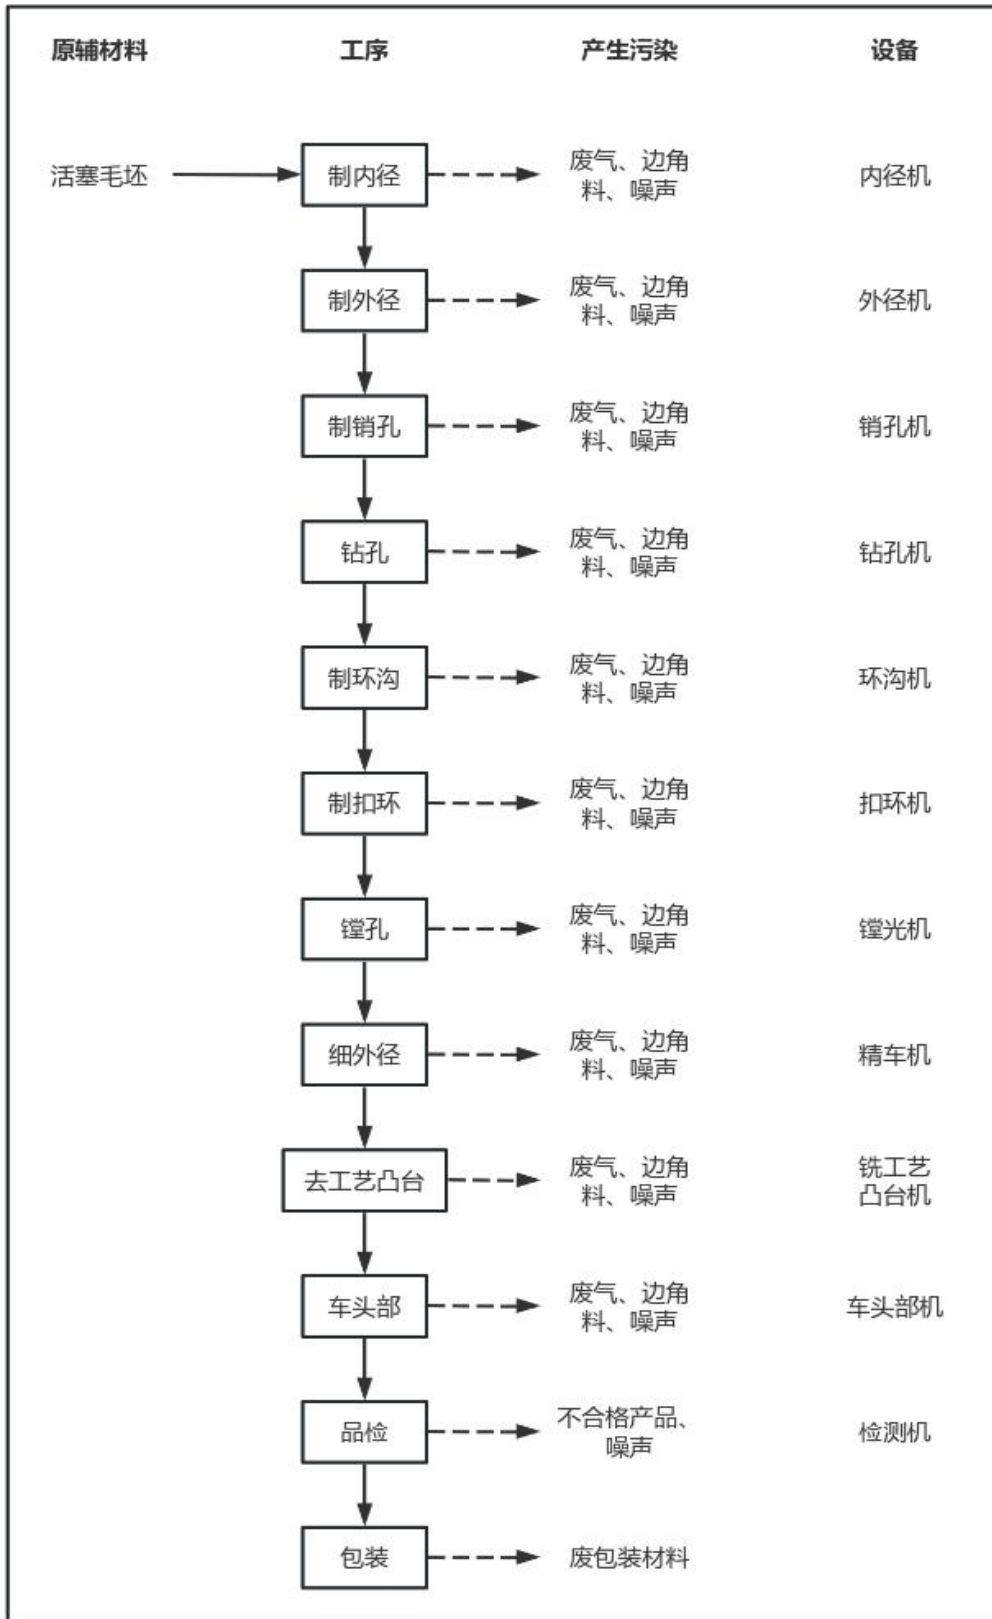 原辅材料 工序 产生污染 设备
活塞毛坯 制内径 废气、边角 内径机
料、噪声
制外径 废气、边角 外径机
料、噪声
制销孔 废气、边角 销孔机
料、噪声
钻孔 废气、边角 钻孔机
料、噪声
制环沟 废气、边角 环沟机
料、噪声
制扣环 废气、边角 扣环机
料、噪声
镗孔 废气、边角 镗光机
料、噪声
细外径 废气、边角 精车机
料、噪声
去工艺凸台 废气、边角 铣工艺
料、噪声 凸台机
车头部 废气、边角 车头部机
料、噪声
品检 不合格产品、 检测机
噪声
包装 废包装材料